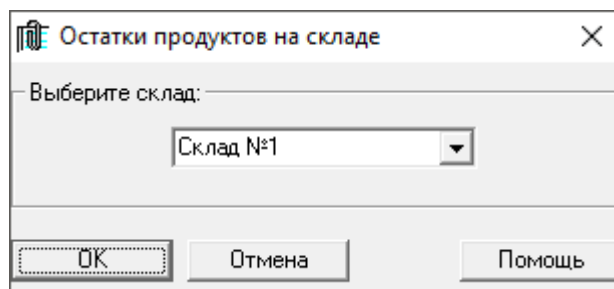 Остатки продуктов на складе
Выберите склад:
Склад №1
OK
Отмена
Помощь